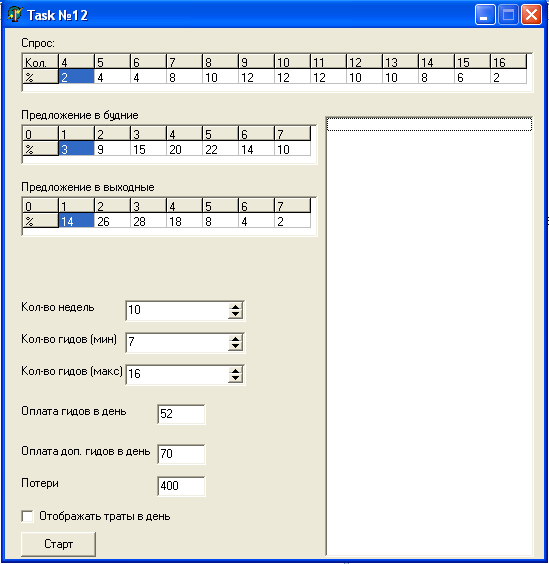 Task №12
Спрос:
Кол. 4 5 6 7 8 9 10 11 12 13 14 15 16
% 2 4 4 8 10 12 12 12 10 10 8 6 2
Предложение в будние
0 1 2 3 4 5 6 7
% 3 9 15 20 22 14 10
Предложение в выходные
0 1 2 3 4 5 6 7
% 14 26 28 18 8 4 2
Кол-во недель 10
Кол-во гидов (мин) 7
Кол-во гидов (макс) 16
Оплата гидов в день 52
Оплата доп. гидов в день 70
Потери 400
Отображать траты в день
Старт